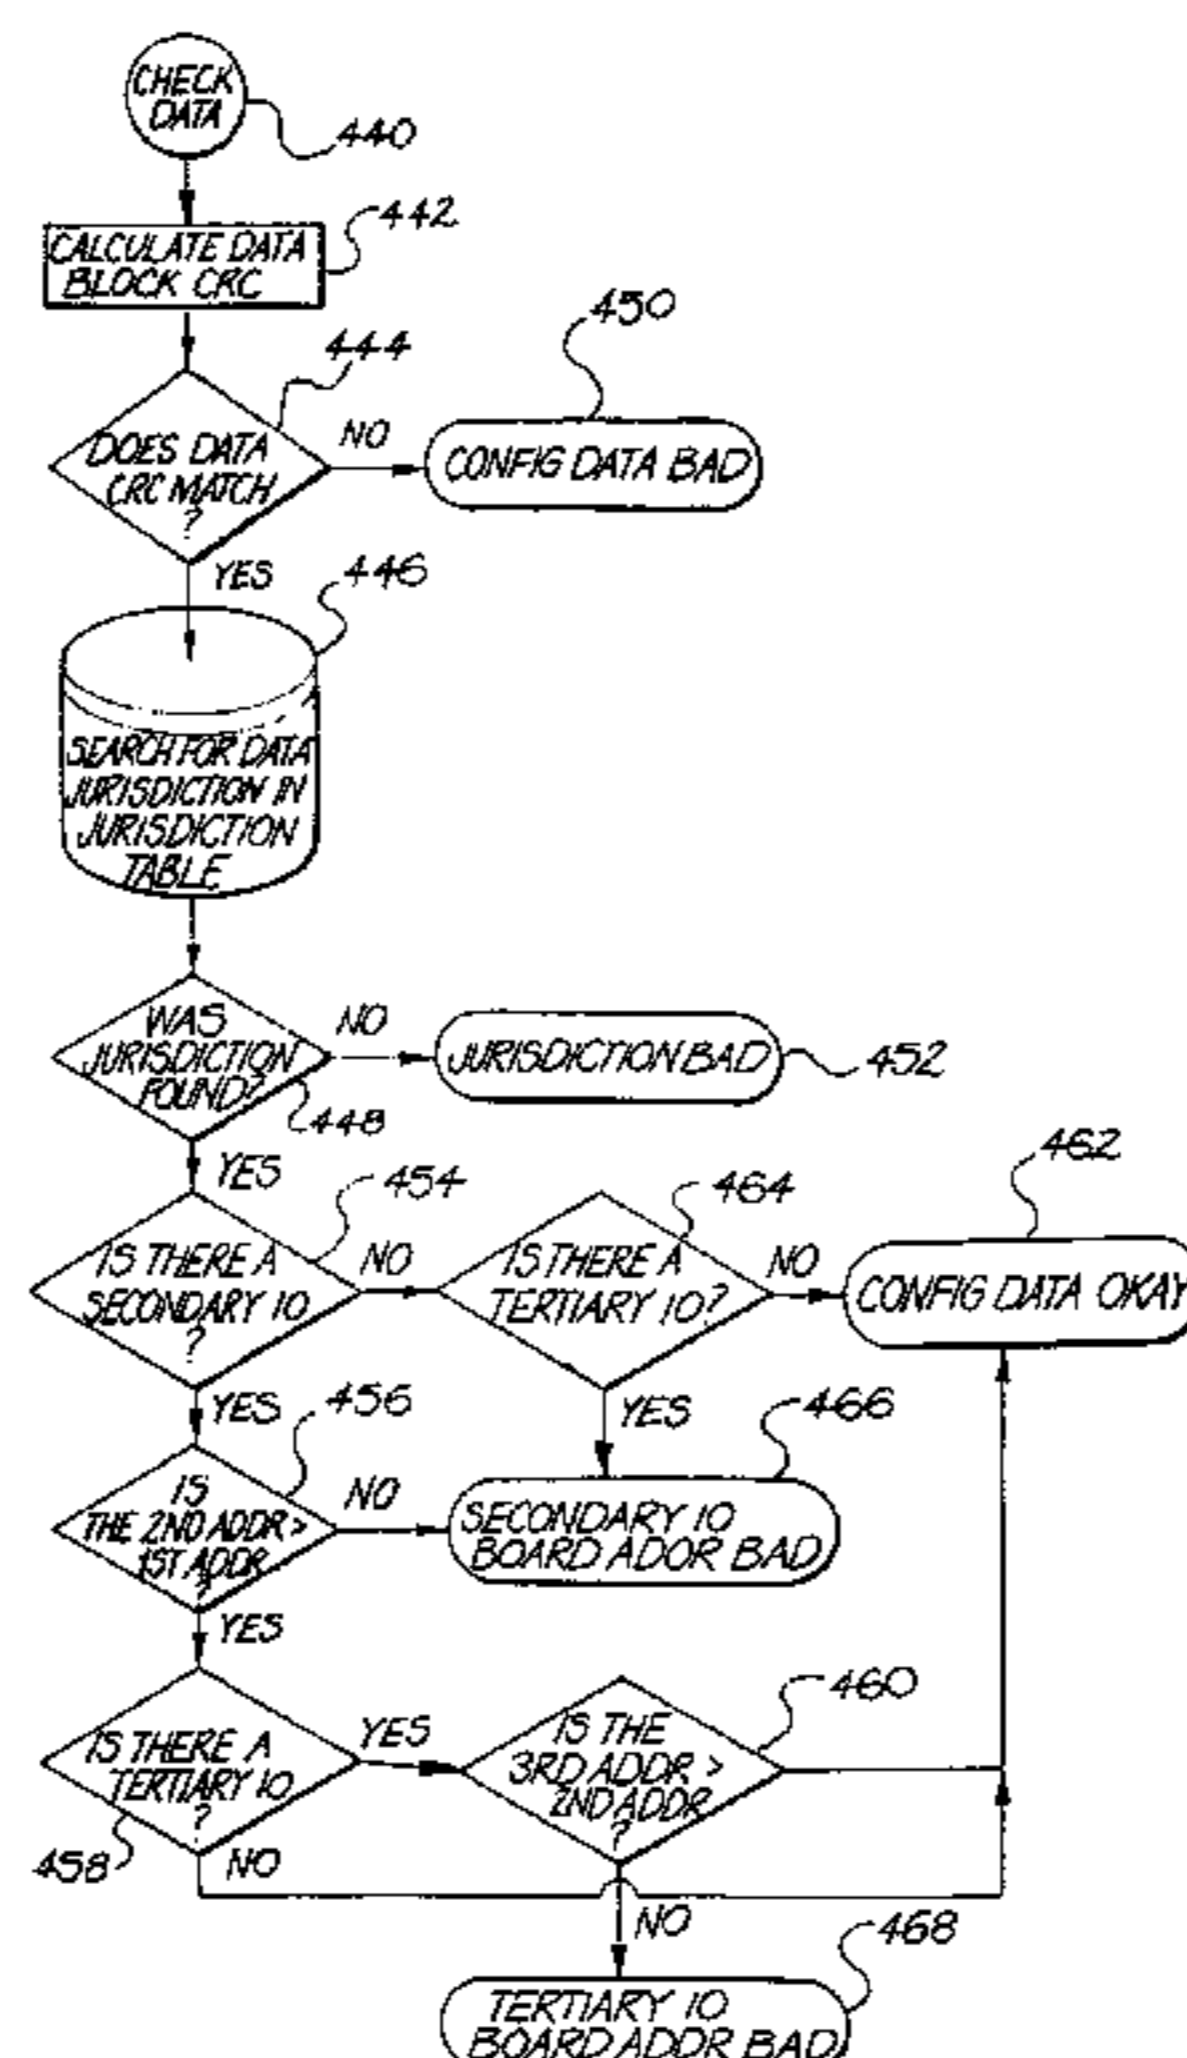 CHECK
DATA
440
442
CALCULATE DATA
BLOCK CRC
450
444
NO
DOES DATA
CRC MATCH
?
CONFIG DATA BAD
YES
446
SEARCH FOR DATA
JURISDICTION IN
JURISDICTION
TABLE
WAS
JURISDICTION
FOUND?
NO
JURISDICTION BAD
452
448
YES
454
464
462
IS THERE A
SECONDARY IO
?
NO
IS THERE A
TERTIARY IO?
NO
CONFIG DATA OKAY
YES
456
YES
466
IS
THE 2ND ADDR >
1ST ADDR
?
NO
SECONDARY IO
BOARD ADOR BAD
YES
460
IS THERE A
TERTIARY IO
?
YES
IS THE
3RD ADDR >
2ND ADDR
?
458
NO
NO
468
TERTIARY IO
BOARD ADDR BAD